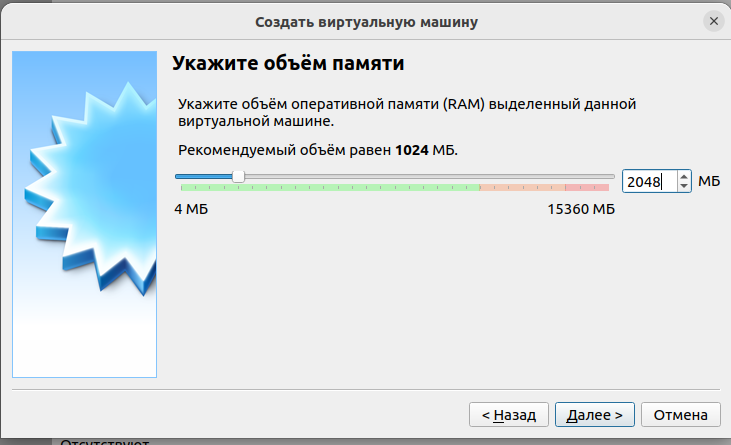 Создать виртуальную машину
Укажите объём памяти
Укажите объём оперативной памяти (RAM) выделенный данной
виртуальной машине.
Рекомендуемый объём равен 1024 МБ.
2048 МБ
4 МБ 15360 МБ
< Назад Далее > Отмена
Отсутствуют